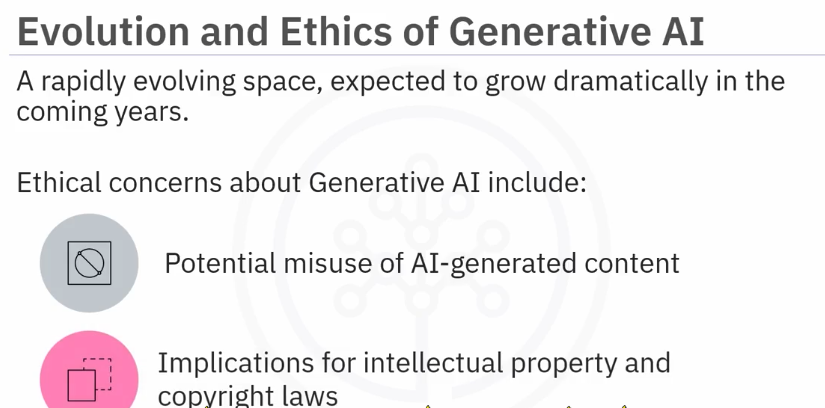 Evolution and Ethics of Generative AI
A rapidly evolving space, expected to grow dramatically in the
coming years.
Ethical concerns about Generative AI include:
Potential misuse of AI-generated content
Implications for intellectual property and
copyright laws